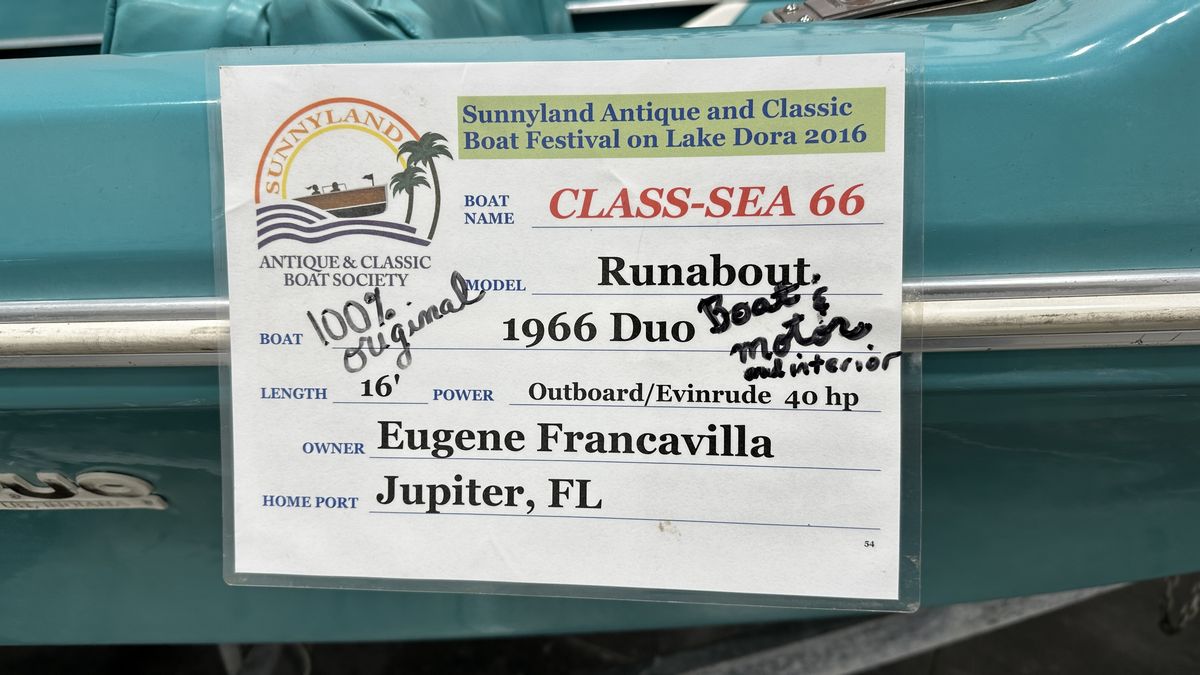 SUNNYLAND
ANTIQUE & CLASSIC
BOAT SOCIETY
Sunnyland Antique and Classic
Boat Festival on Lake Dora 2016
BOAT NAME CLASS-SEA 66
MODEL Runabout
BOAT 100% original 1966 Duo Boat & motor and interior
LENGTH 16' POWER Outboard/Evinrude 40 hp
OWNER Eugene Francavilla
HOME PORT Jupiter, FL
54